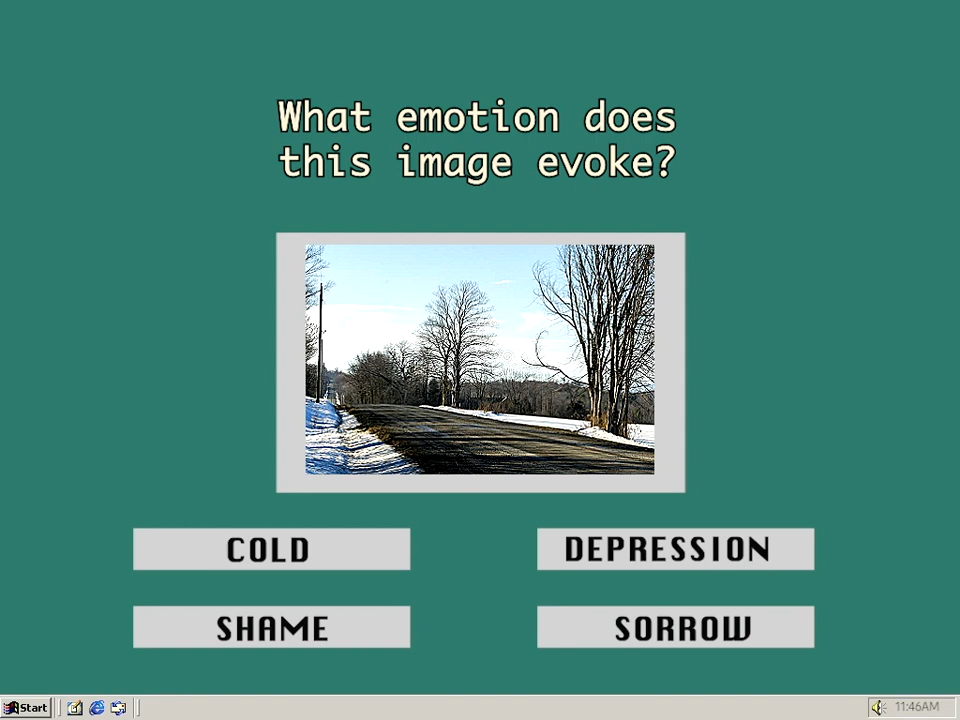 What emotion does
this image evoke?
COLD
DEPRESSION
SHAME
SORROW
Start
11:46AM